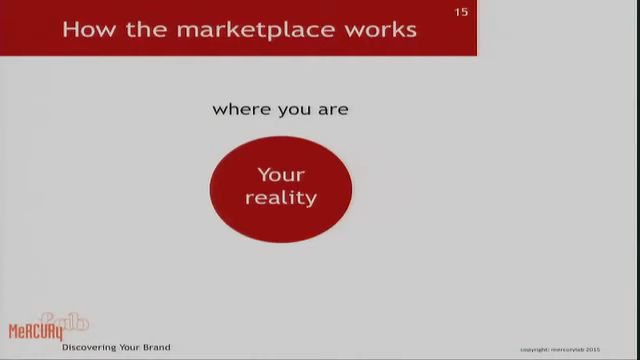 15
How the marketplace works
where you are
Your
reality
MeRCURy lab
Discovering Your Brand
copyright: mercurylab 2015